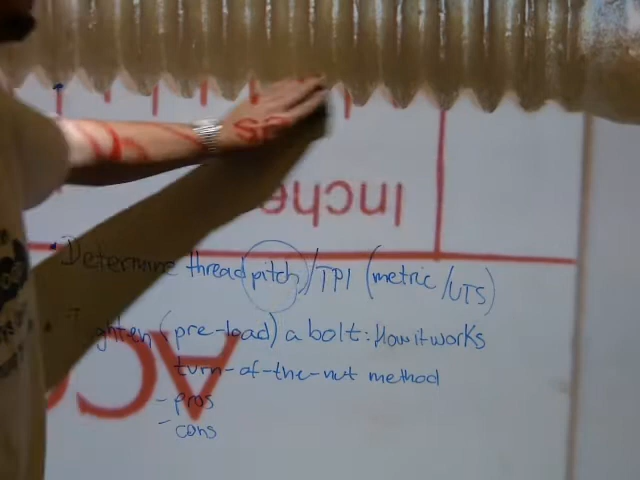 Inches
Determine thread pitch/TPI (metric/UTS)
(pre-load) a bolt: How it works
turn-of-the-nut method
- pros
- cons